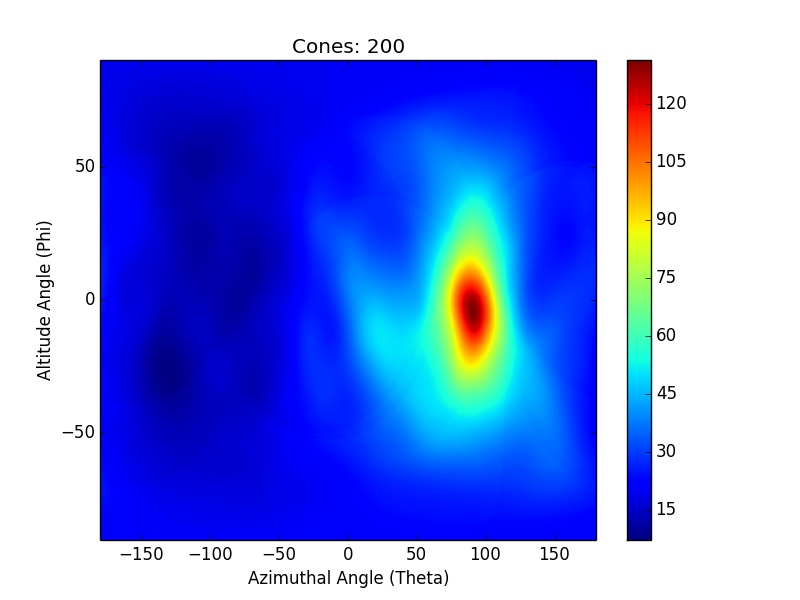 Cones: 200
50
0
−50
Altitude Angle (Phi)
−150 −100 −50 0 50 100 150
Azimuthal Angle (Theta)
120
105
90
75
60
45
30
15